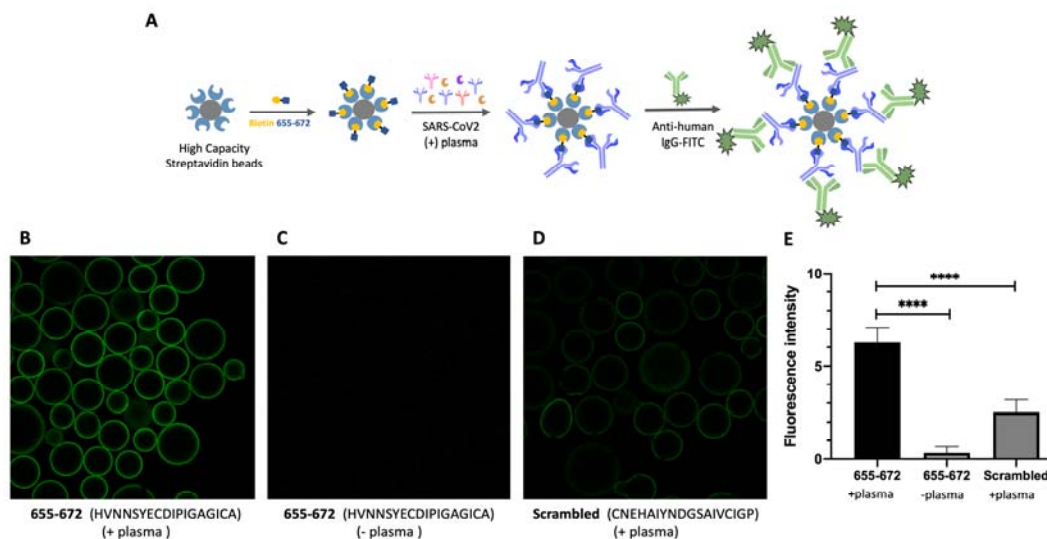 A
Biotin 655-672
High Capacity
Streptavidin beads
SARS-CoV2
(+) plasma
Anti-human
IgG-FITC
B
C
D
E
655-672 (HVNNSYECDIPIGAGICA)
(+ plasma )
655-672 (HVNNSYECDIPIGAGICA)
(- plasma )
Scrambled (CNEHAIYNDGSAIVCIGP)
(+ plasma)
Fluorescence intensity
10
5
0
****
****
655-672
+plasma
655-672
-plasma
Scrambled
+plasma